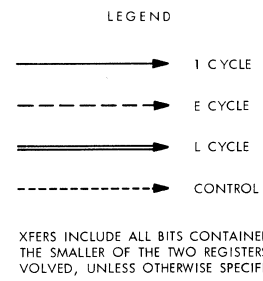 LEGEND
1 CYCLE
E CYCLE
L CYCLE
CONTROL
XFERS INCLUDE ALL BITS CONTAINE
THE SMALLER OF THE TWO REGISTERS
VOLVED, UNLESS OTHERWISE SPECIF